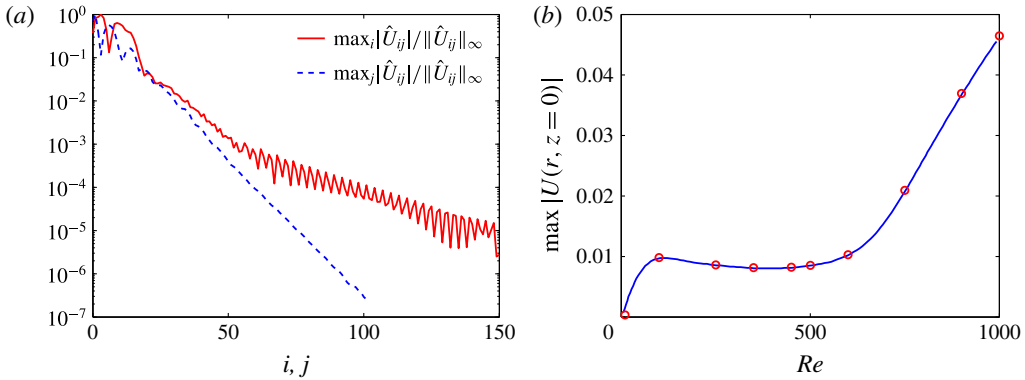 (a)
10^0
10^-1
10^-2
10^-3
10^-4
10^-5
10^-6
10^-7
0 50 100 150
i, j
max_i|Û_ij|/‖Û_ij‖_∞
max_j|Û_ij|/‖Û_ij‖_∞
(b)
max |U(r, z = 0)|
0.05
0.04
0.03
0.02
0.01
0 500 1000
Re